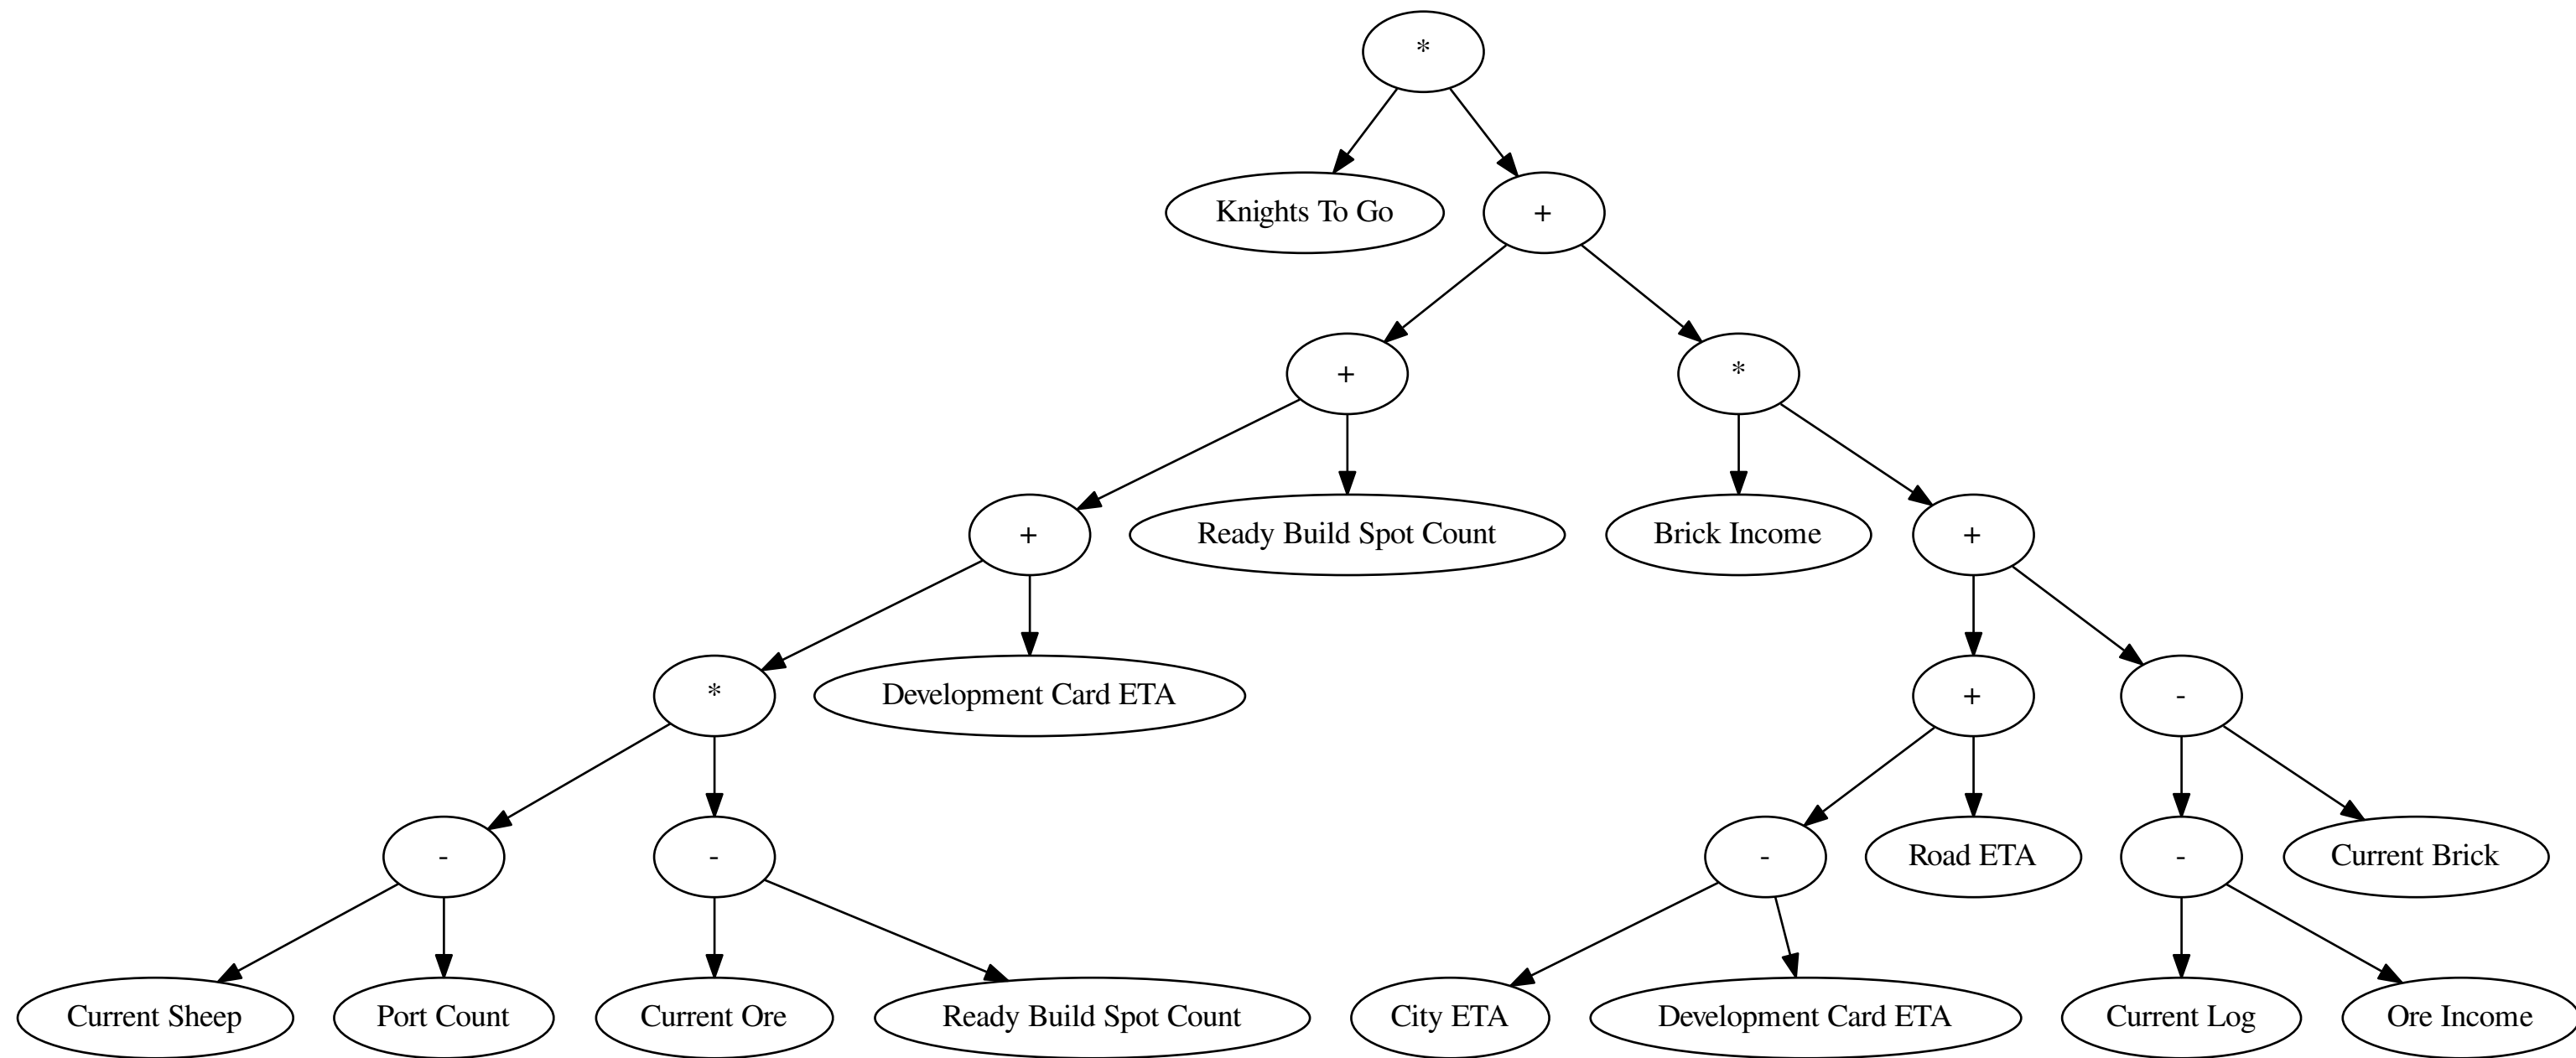 *
Knights To Go
+
+
*
+
Ready Build Spot Count
Brick Income
+
*
Development Card ETA
+
-
-
-
-
Road ETA
-
Current Brick
Current Sheep
Port Count
Current Ore
Ready Build Spot Count
City ETA
Development Card ETA
Current Log
Ore Income